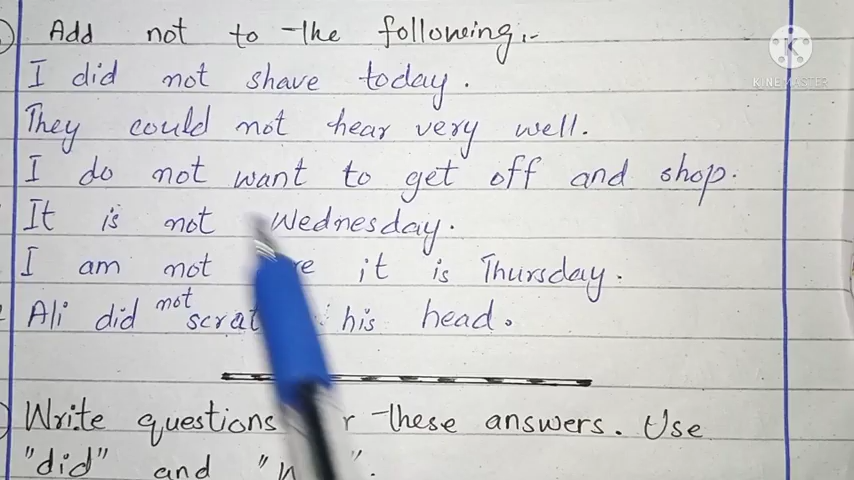 Add not to the following.-
I did not shave today.
They could not hear very well.
I do not want to get off and shop.
It is not Wednesday.
I am not it is Thursday.
Ali did not his head.
Write questions these answers. Use
"did" and
K
KINEMASTER